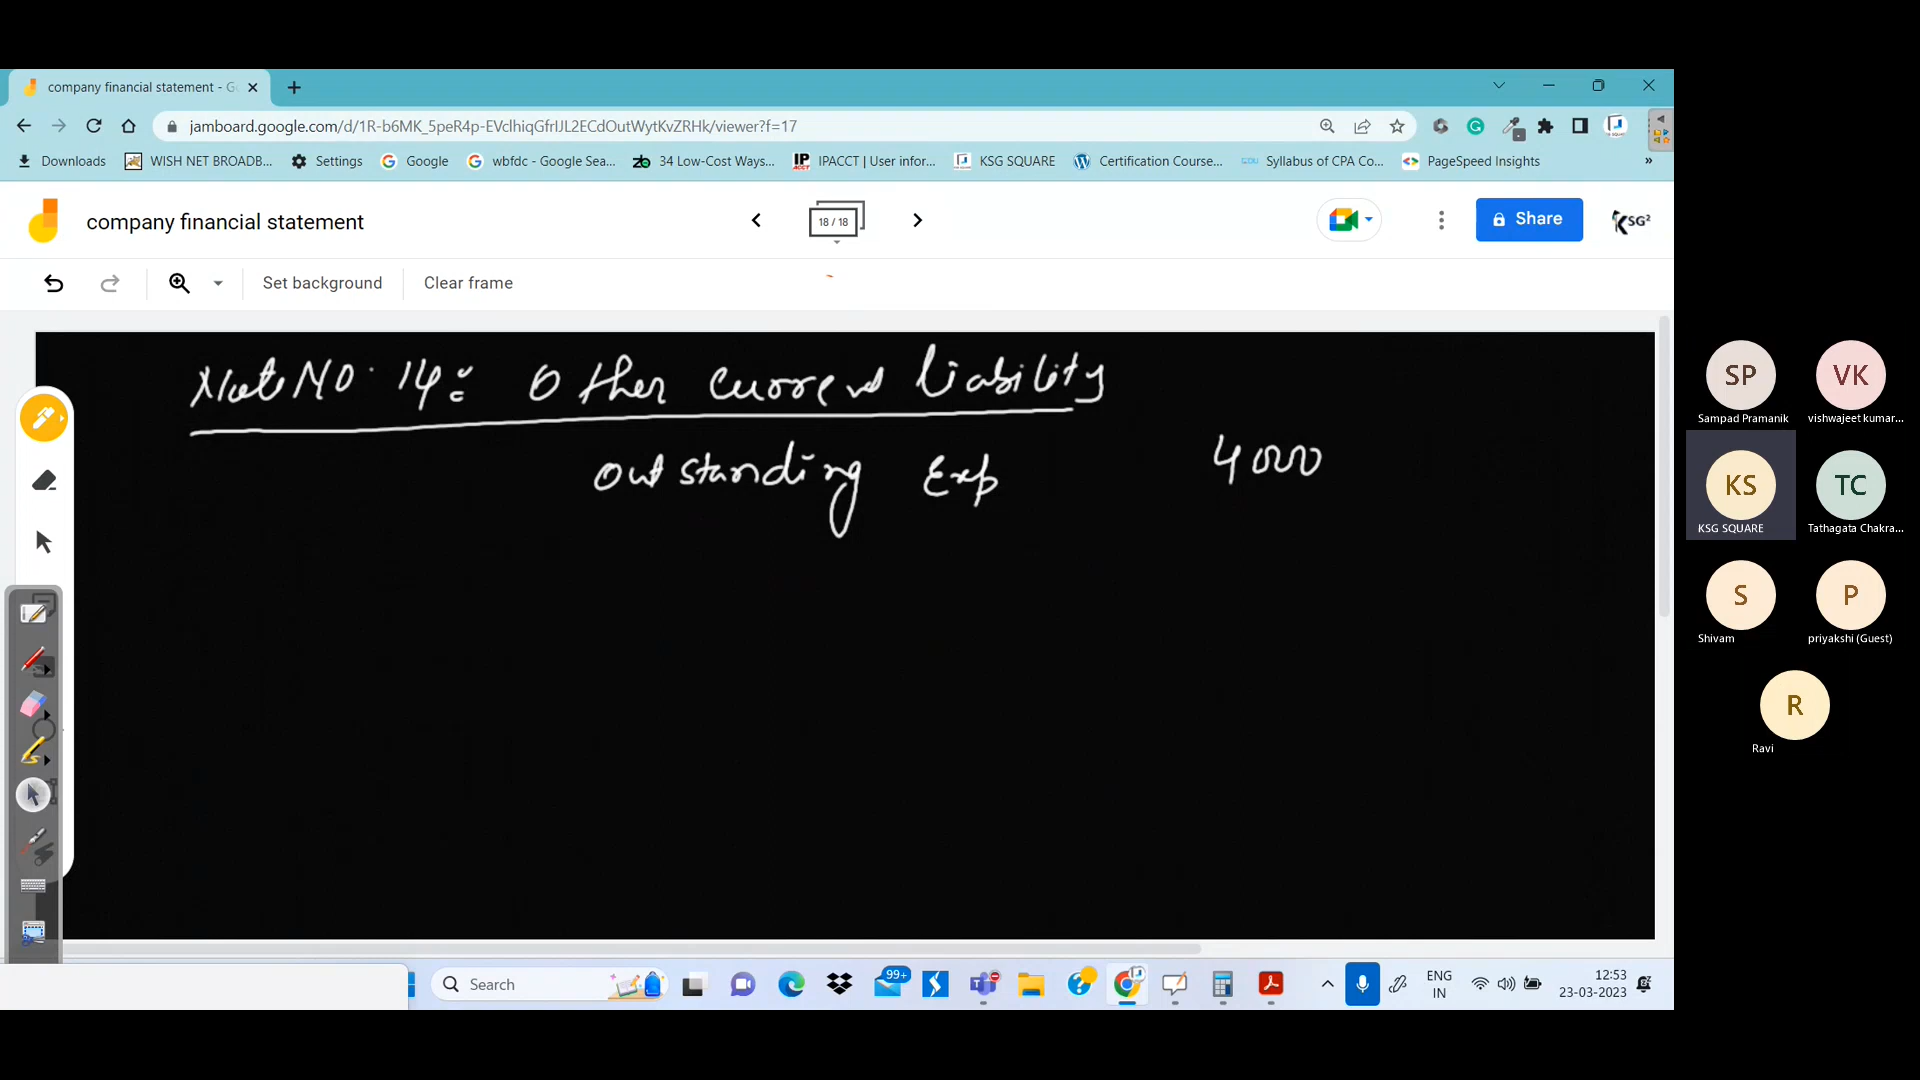 company financial statement - G
jamboard.google.com/d/1R-b6MK_5peR4p-EVclhiqGfrIJL2ECdOutWytKvZRHk/viewer?f=17
Downloads WISH NET BROADB... Settings Google wbfdc - Google Sea... 34 Low-Cost Ways... IPACCT | User infor... KSG SQUARE Certification Course... Syllabus of CPA Co... PageSpeed Insights »
company financial statement
18 / 18
Share
KSG²
Set background
Clear frame
Note No. 14: Other current liability
Outstanding Exp 4000
SP
Sampad Pramanik
VK
vishwajeet kumar...
KS
KSG SQUARE
TC
Tathagata Chakra...
S
Shivam
P
priyakshi (Guest)
R
Ravi
Search
99+
ENG
IN
12:53
23-03-2023